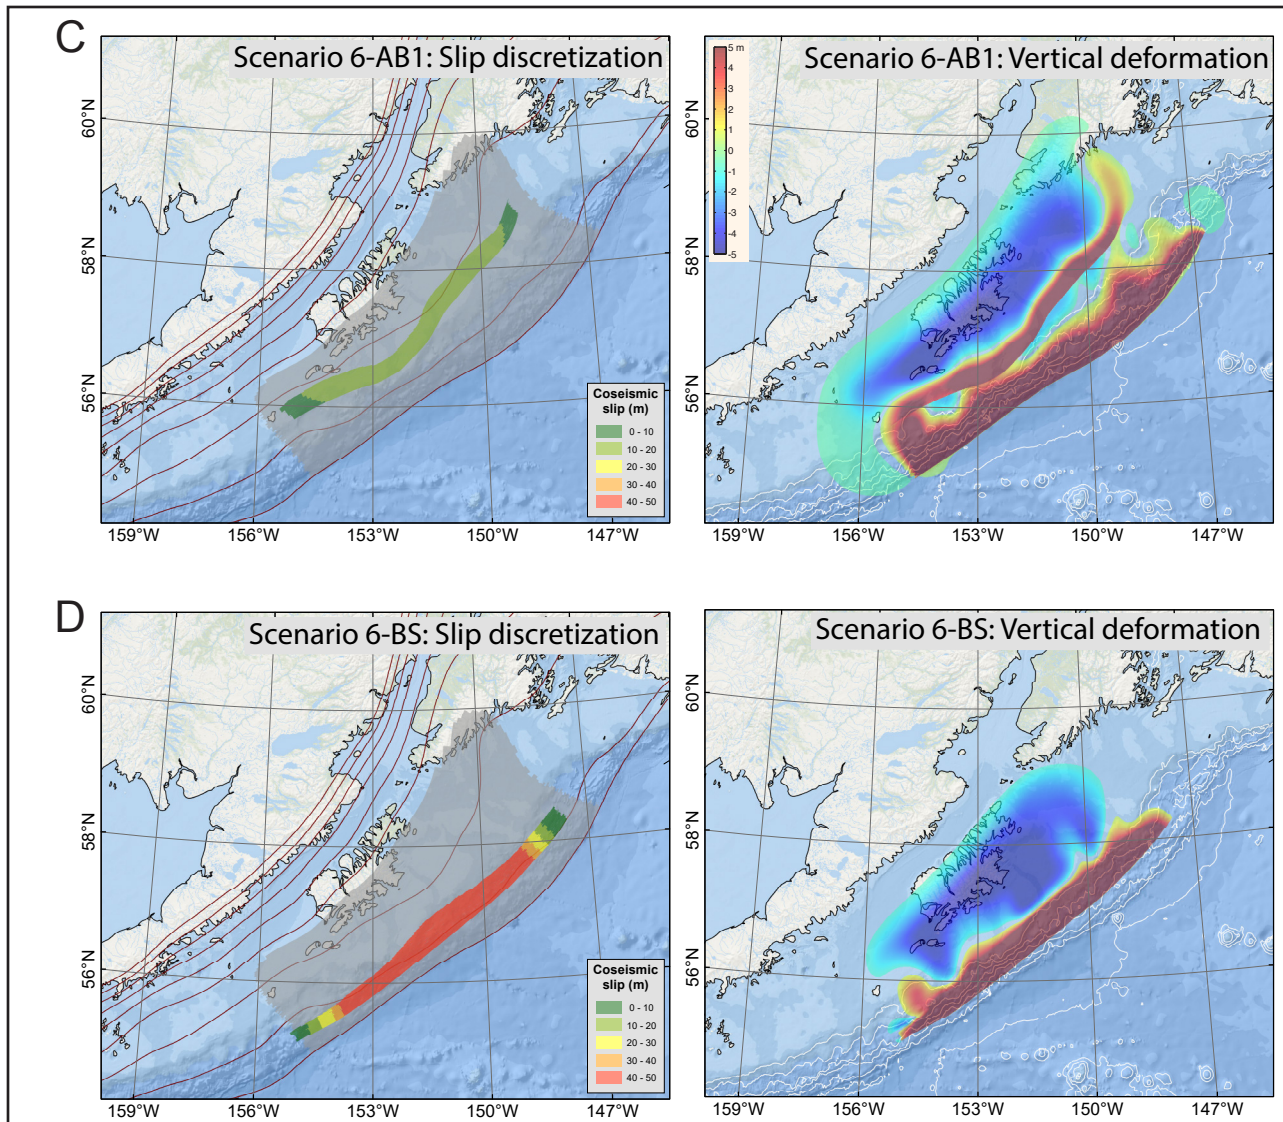 C
Scenario 6-AB1: Slip discretization
60°N
58°N
56°N
159°W
156°W
153°W
150°W
147°W
Coseismic
slip (m)
0 - 10
10 - 20
20 - 30
30 - 40
40 - 50
Scenario 6-AB1: Vertical deformation
5 m
4
3
2
1
0
-1
-2
-3
-4
-5
60°N
58°N
56°N
159°W
156°W
153°W
150°W
147°W
D
Scenario 6-BS: Slip discretization
60°N
58°N
56°N
159°W
156°W
153°W
150°W
147°W
Coseismic
slip (m)
0 - 10
10 - 20
20 - 30
30 - 40
40 - 50
Scenario 6-BS: Vertical deformation
60°N
58°N
56°N
159°W
156°W
153°W
150°W
147°W